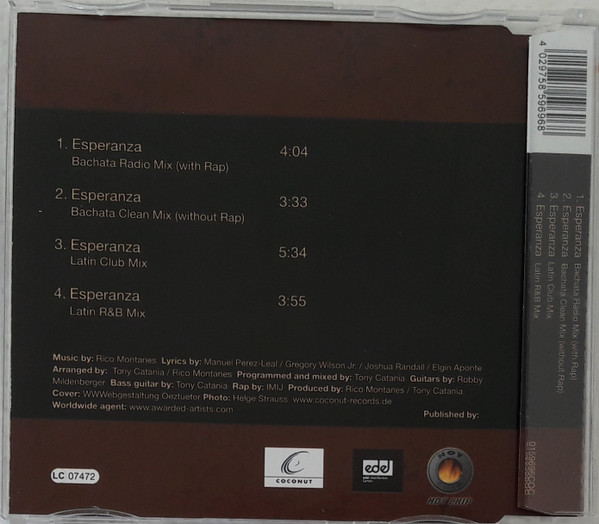 1. Esperanza 4:04
Bachata Radio Mix (with Rap)
2. Esperanza 3:33
Bachata Clean Mix (without Rap)
3. Esperanza 5:34
Latin Club Mix
4. Esperanza 3:55
Latin R&B Mix
Music by: Rico Montanes Lyrics by: Manuel Perez-Leal / Gregory Wilson Jr. / Joshua Randall / Elgin Aponte
Arranged by: Tony Catania / Rico Montanes Programmed and mixed by: Tony Catania Guitars by: Robby
Mildenberger Bass guitar by: Tony Catania Rap by: IMIJ Produced by: Rico Montanes / Tony Catania
Cover: WWWebgestaltung Oeztuefer Photo: Helge Strauss, www.coconut-records.de
Worldwide agent: www.awarded-artists.com Published by:
LC 07472
COCONUT
edel
HOT
HOT CHIP
4 029758 596968
1. Esperanza Bachata Radio Mix (with Rap)
2. Esperanza Bachata Clean Mix (without Rap)
3. Esperanza Latin Club Mix
4. Esperanza Latin R&B Mix